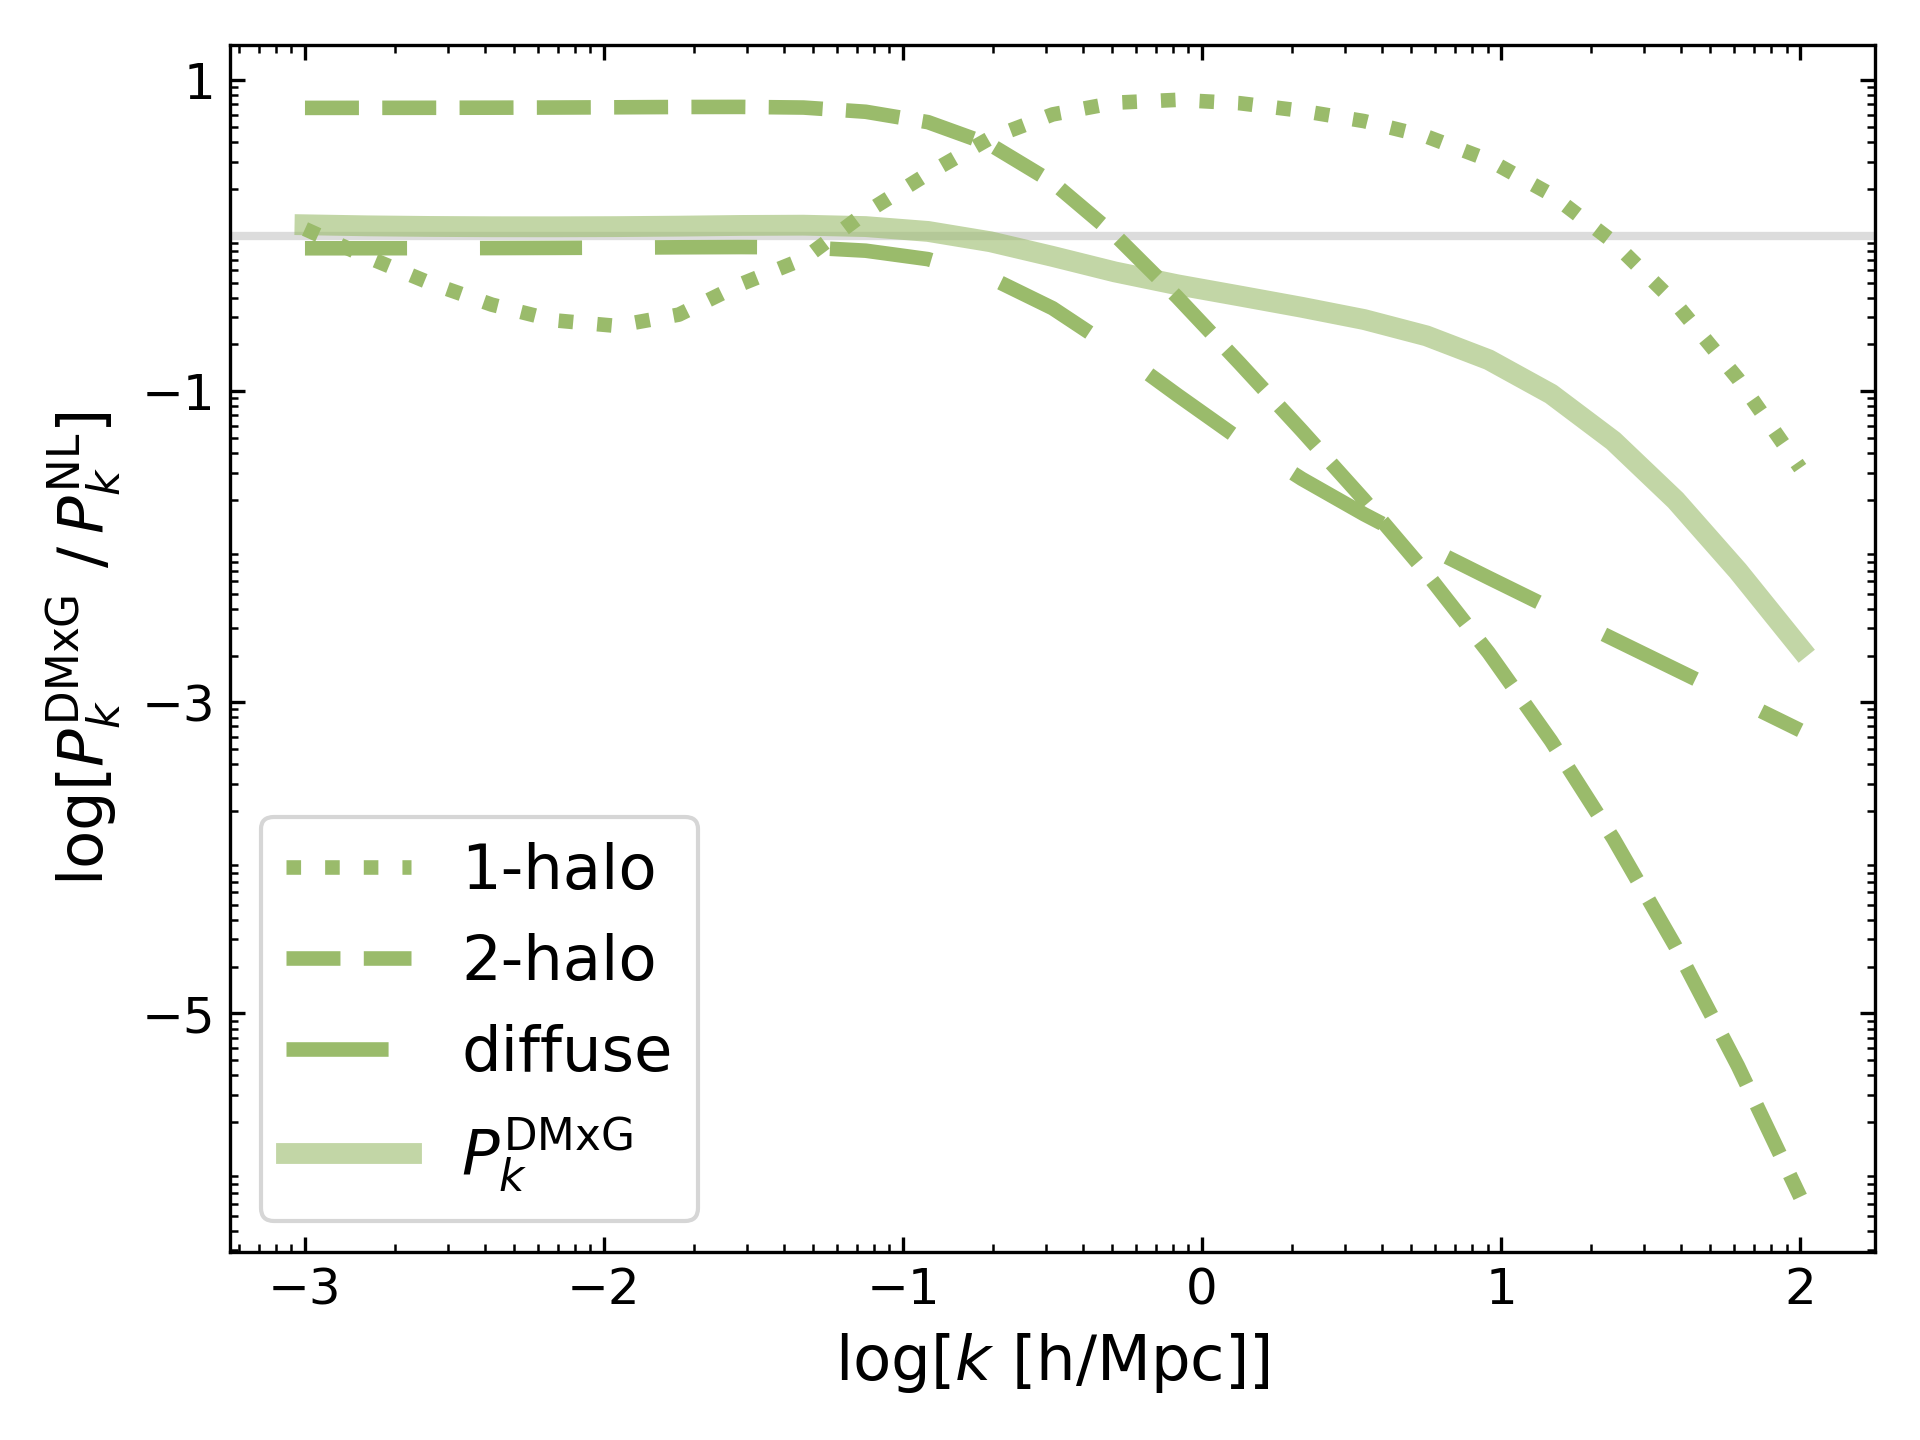 log[P_k^DMxG / P_k^NL]
1
−1
−3
−5
1-halo
2-halo
diffuse
P_k^DMxG
−3 −2 −1 0 1 2
log[k [h/Mpc]]